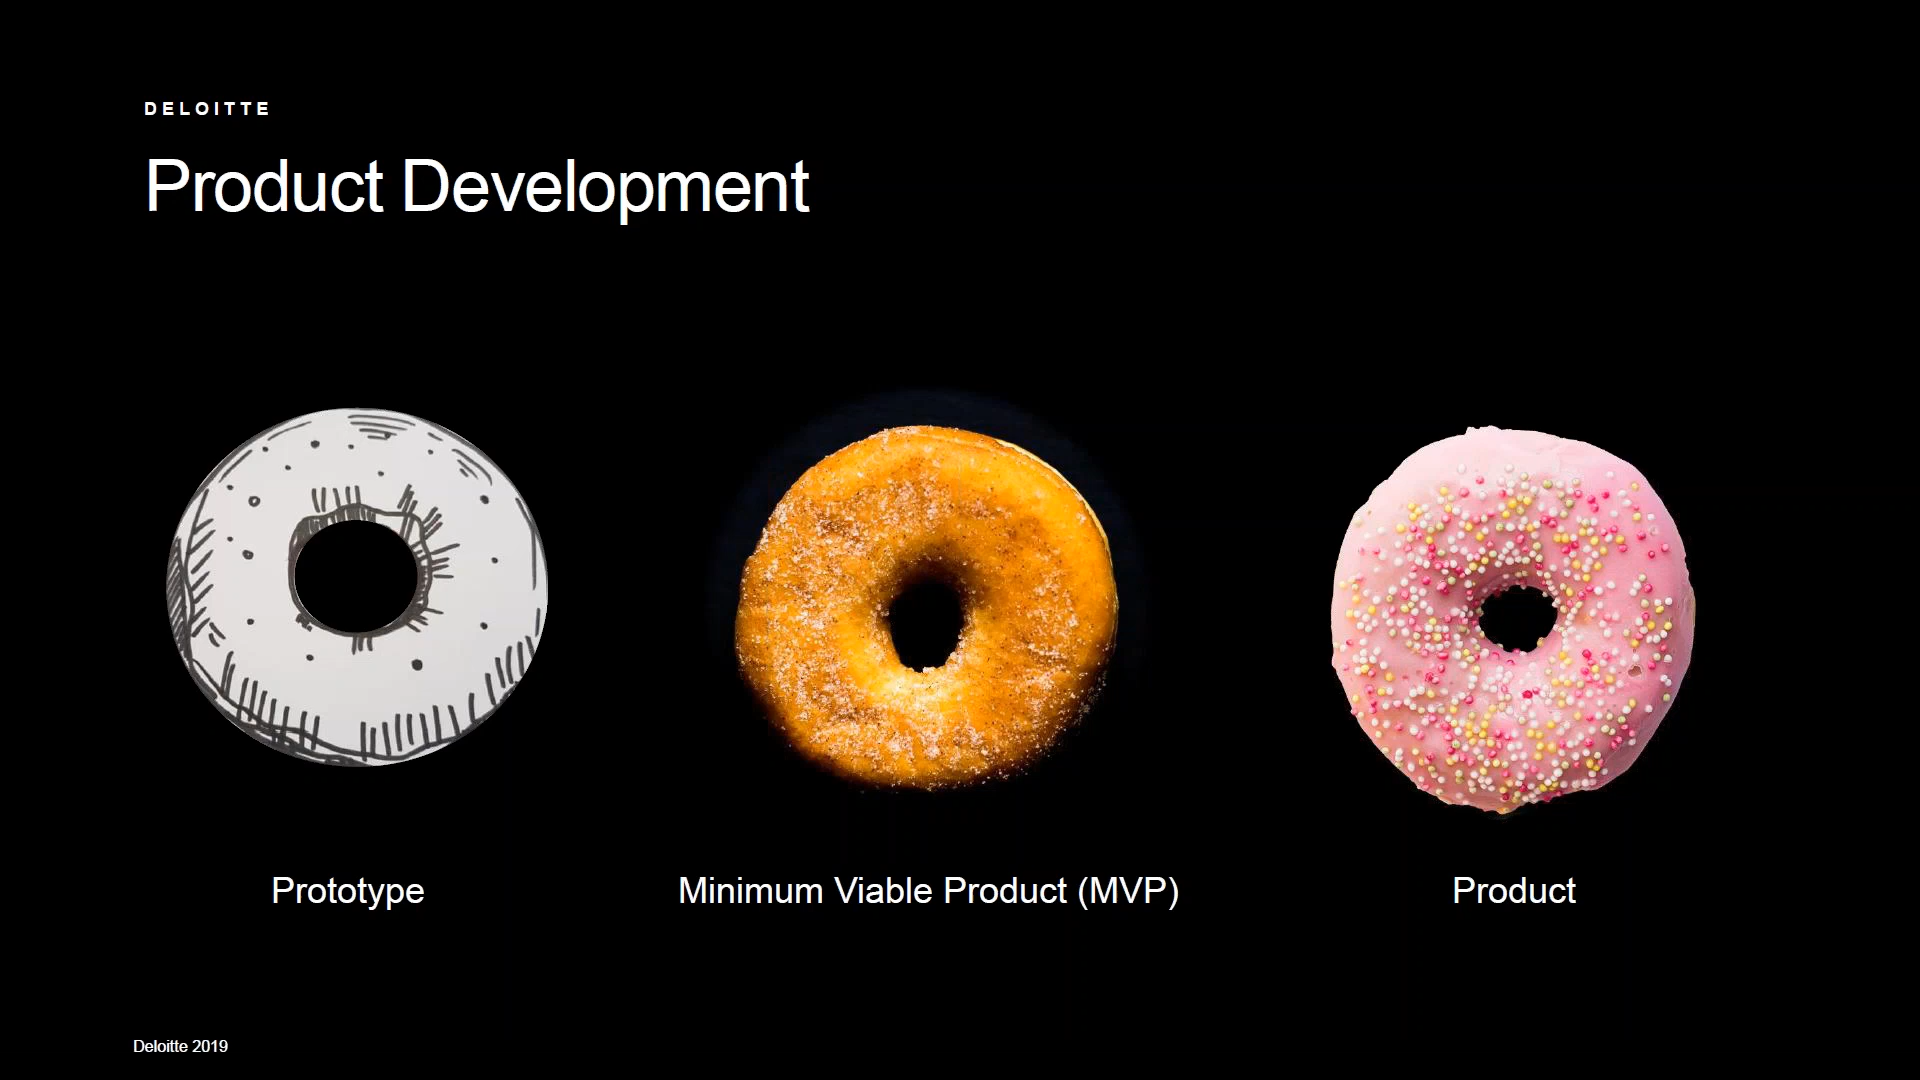 DELOITTE
Product Development
Prototype
Minimum Viable Product (MVP)
Product
Deloitte 2019